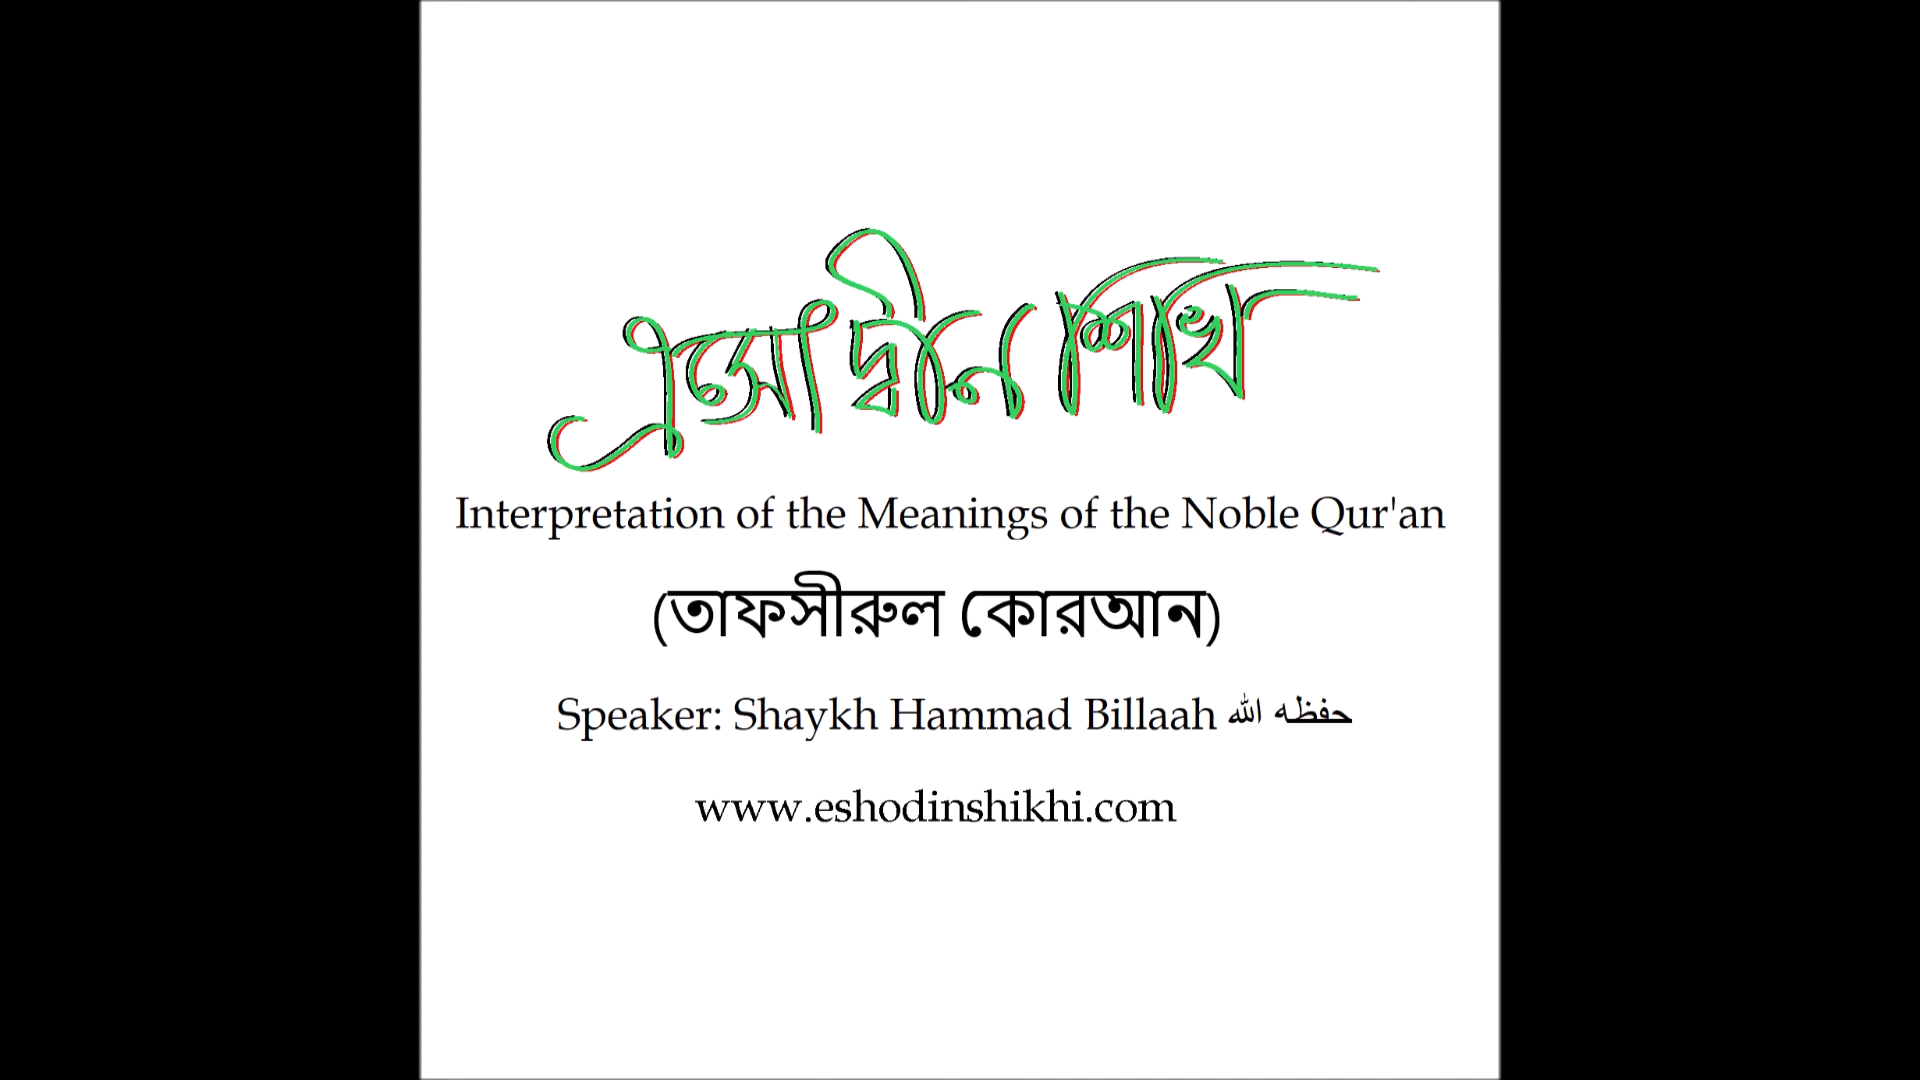 এসো দ্বীন শিখি
Interpretation of the Meanings of the Noble Qur'an
(তাফসীরুল কোরআন)
Speaker: Shaykh Hammad Billaah حفظه الله
www.eshodinshikhi.com